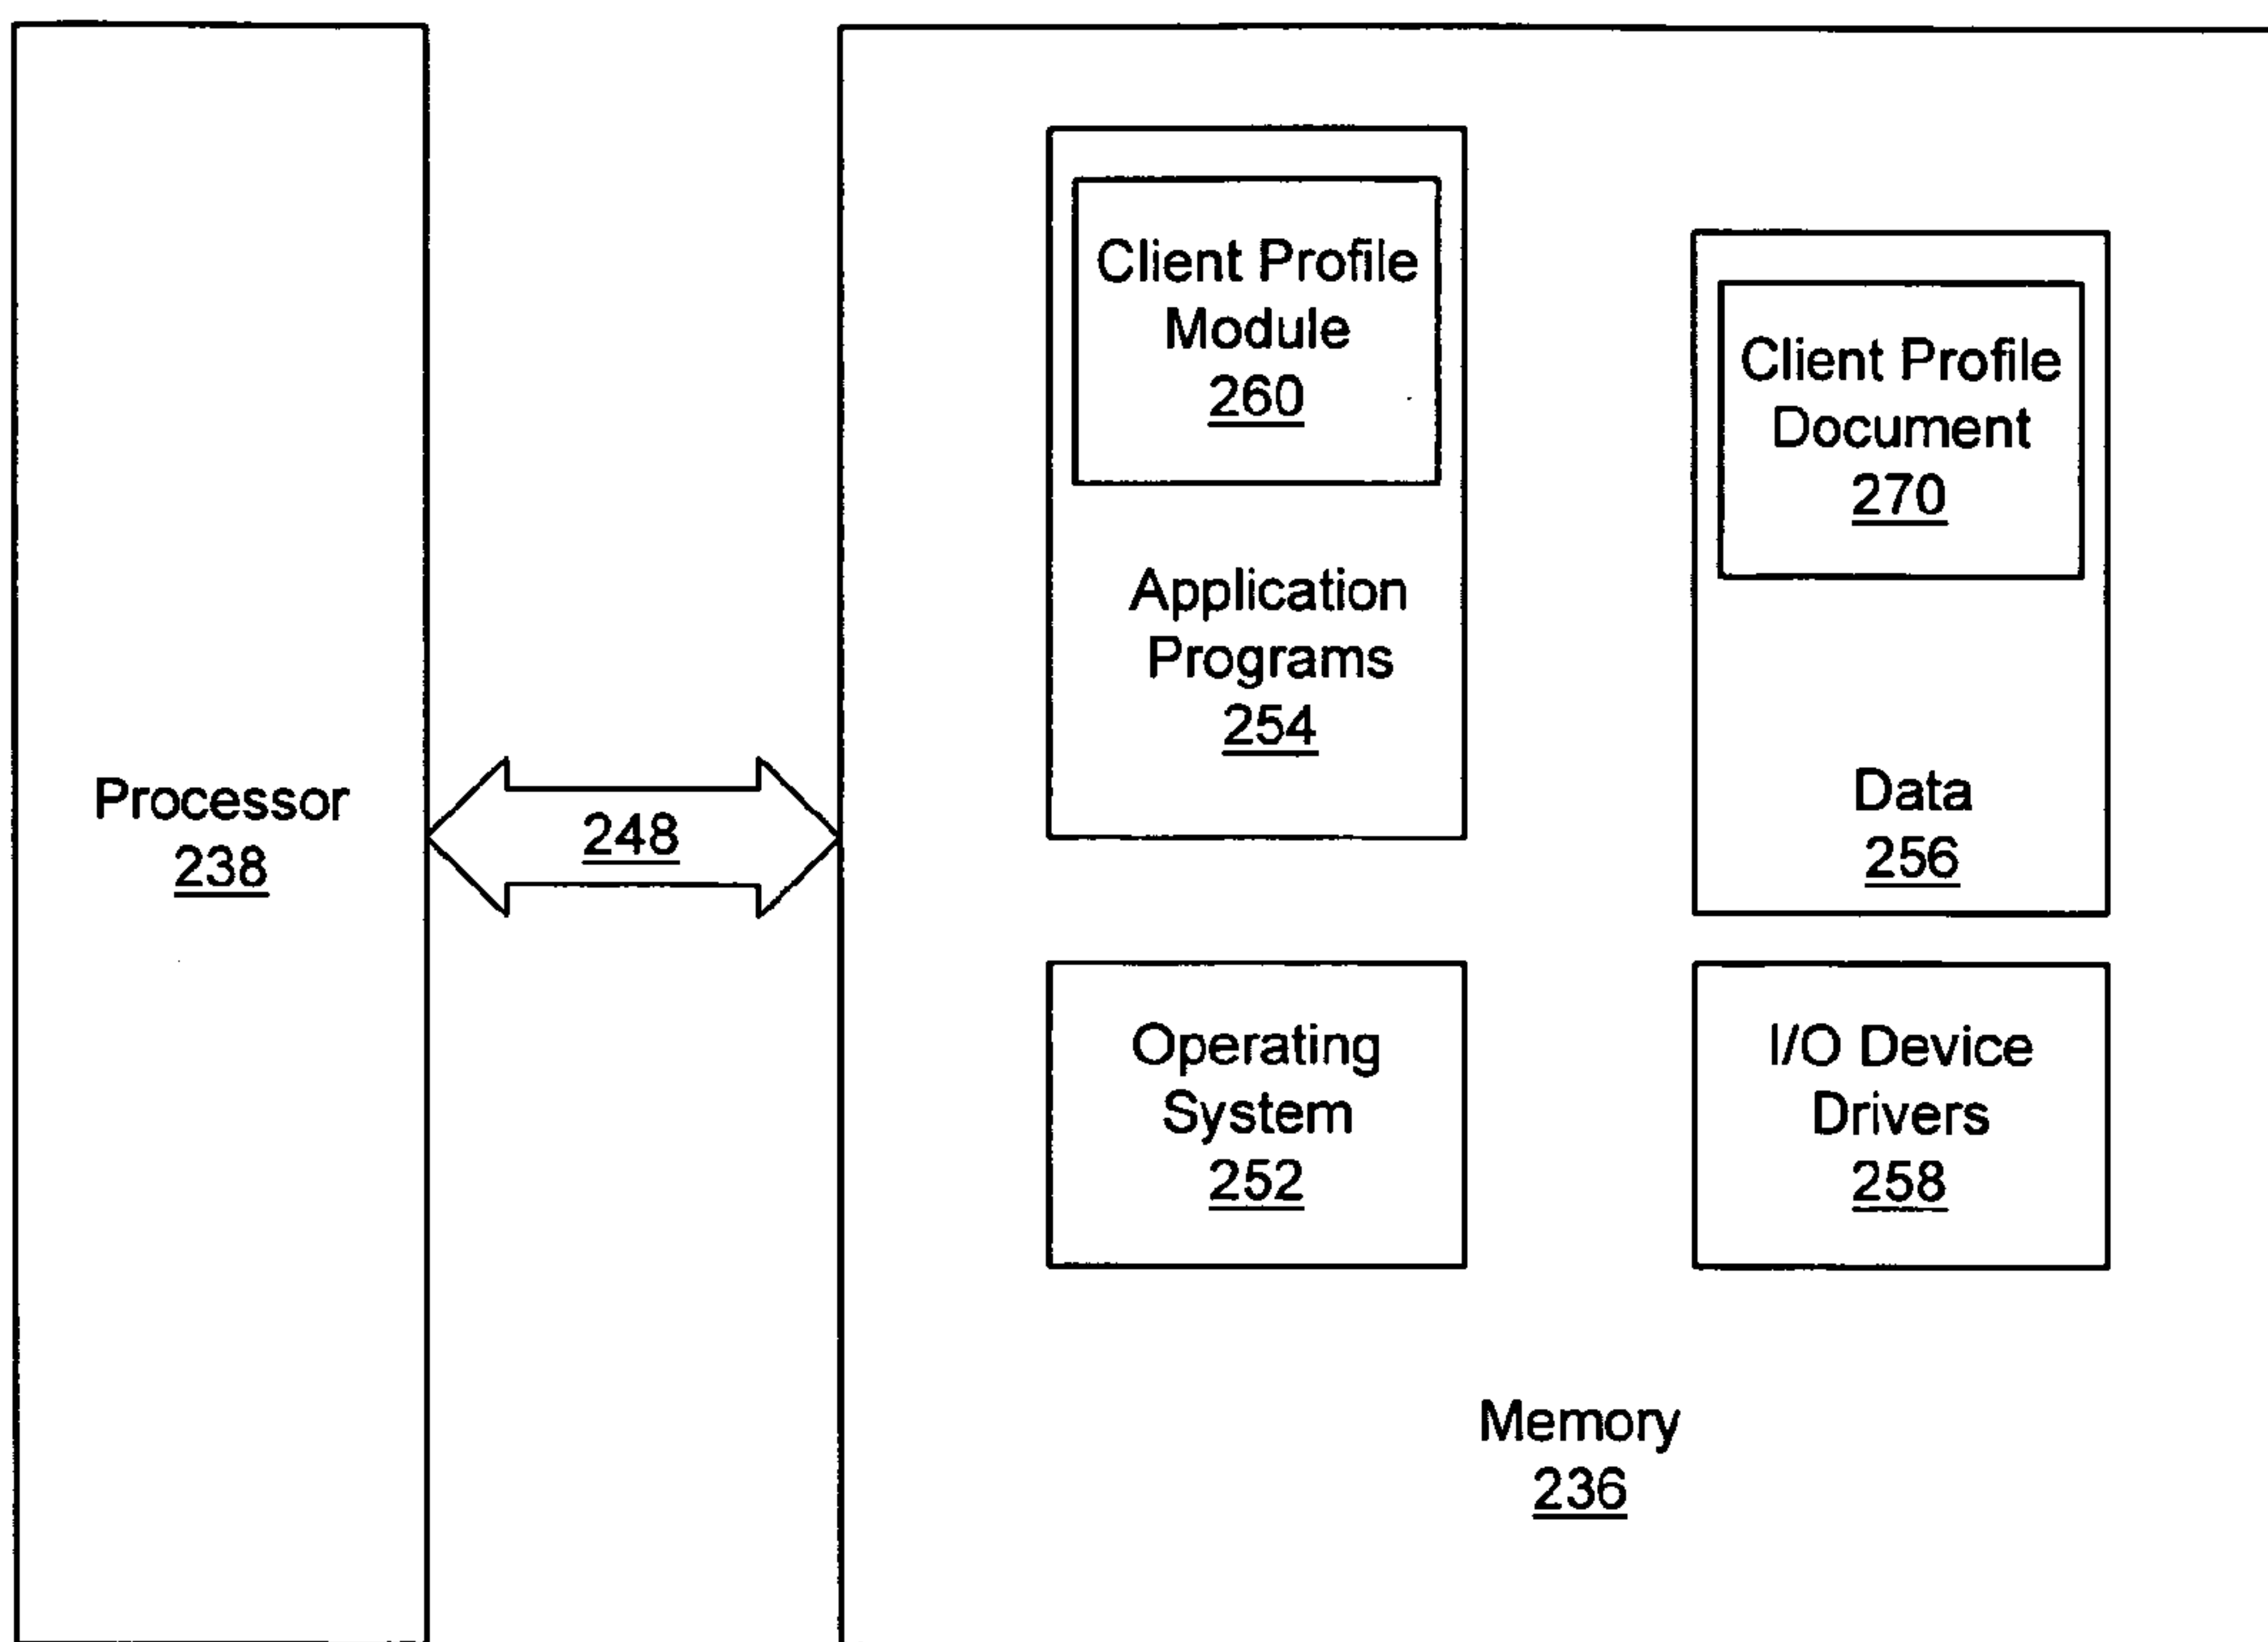 Processor
238
248
Client Profile
Module
260
Application
Programs
254
Client Profile
Document
270
Data
256
Operating
System
252
I/O Device
Drivers
258
Memory
236